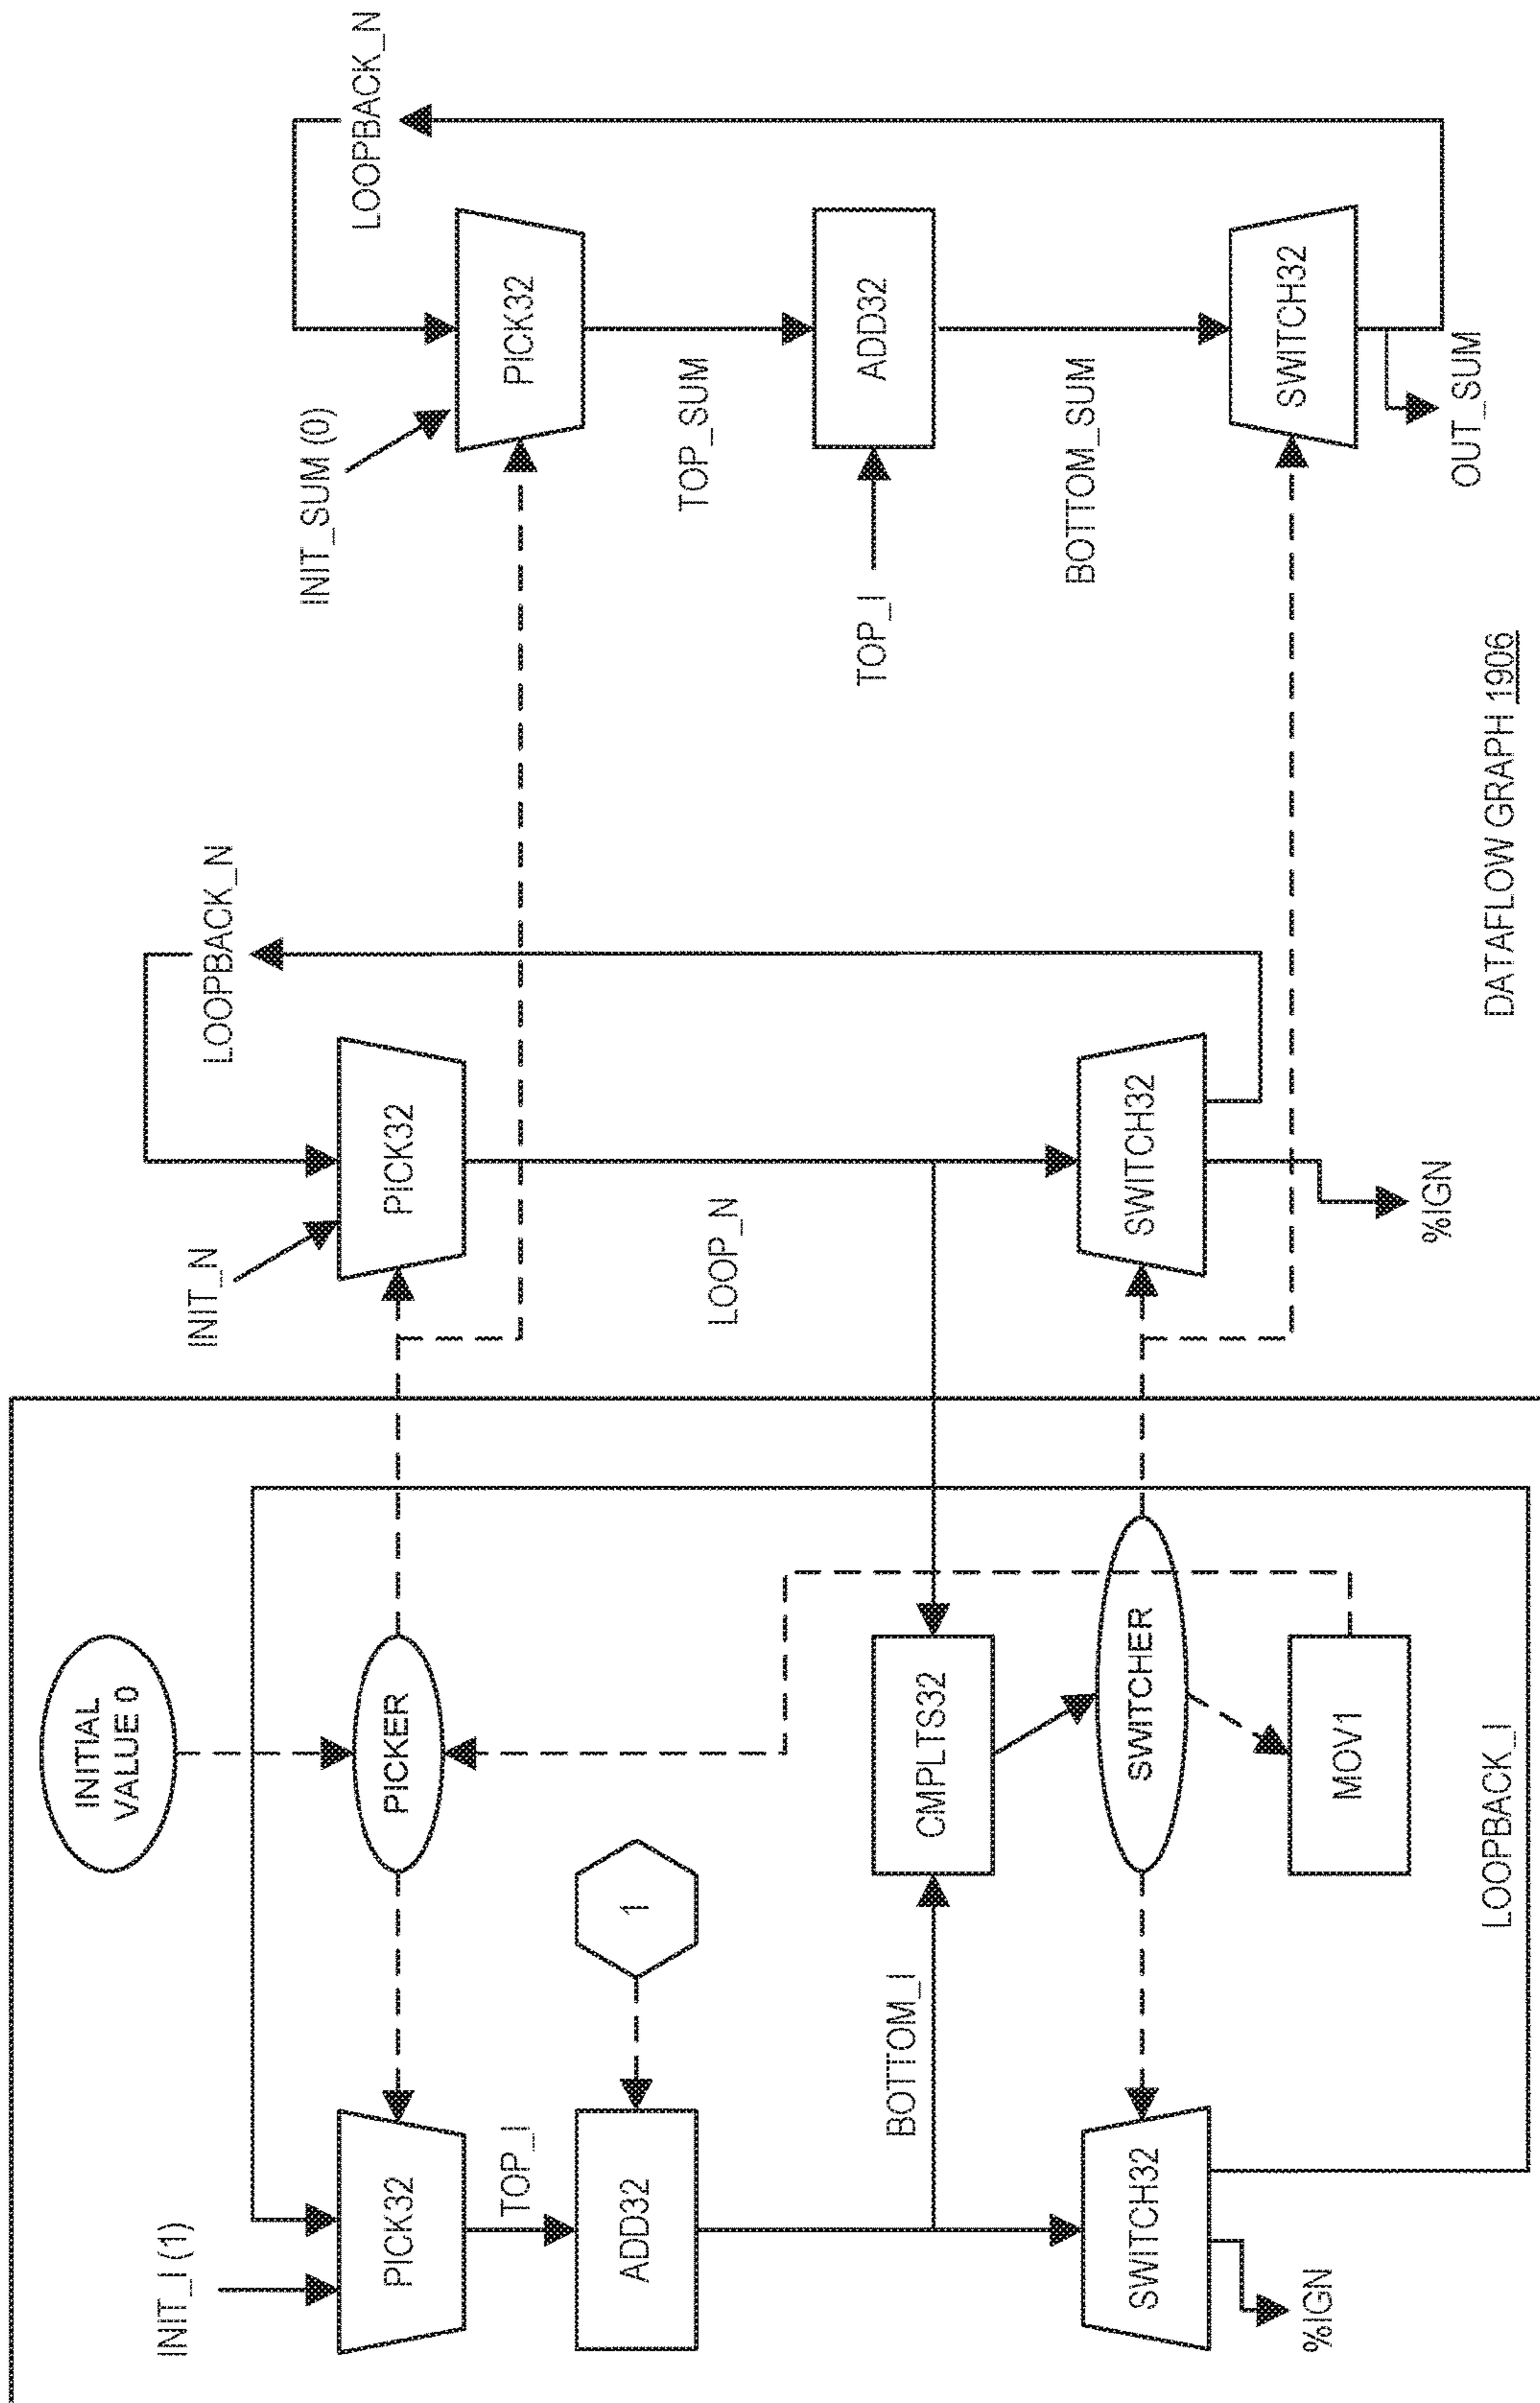 INITIAL
VALUE 0
INIT_I (1)
INIT_N
LOOPBACK_N
INIT_SUM (0)
LOOPBACK_N
PICK32
PICKER
PICK32
PICK32
TOP_I
TOP_SUM
ADD32
1
LOOP_N
TOP_I
ADD32
BOTTOM_I
CMPLTS32
BOTTOM_SUM
SWITCH32
SWITCHER
SWITCH32
SWITCH32
%IGN
MOV1
%IGN
OUT_SUM
LOOPBACK_I
DATAFLOW GRAPH 1906